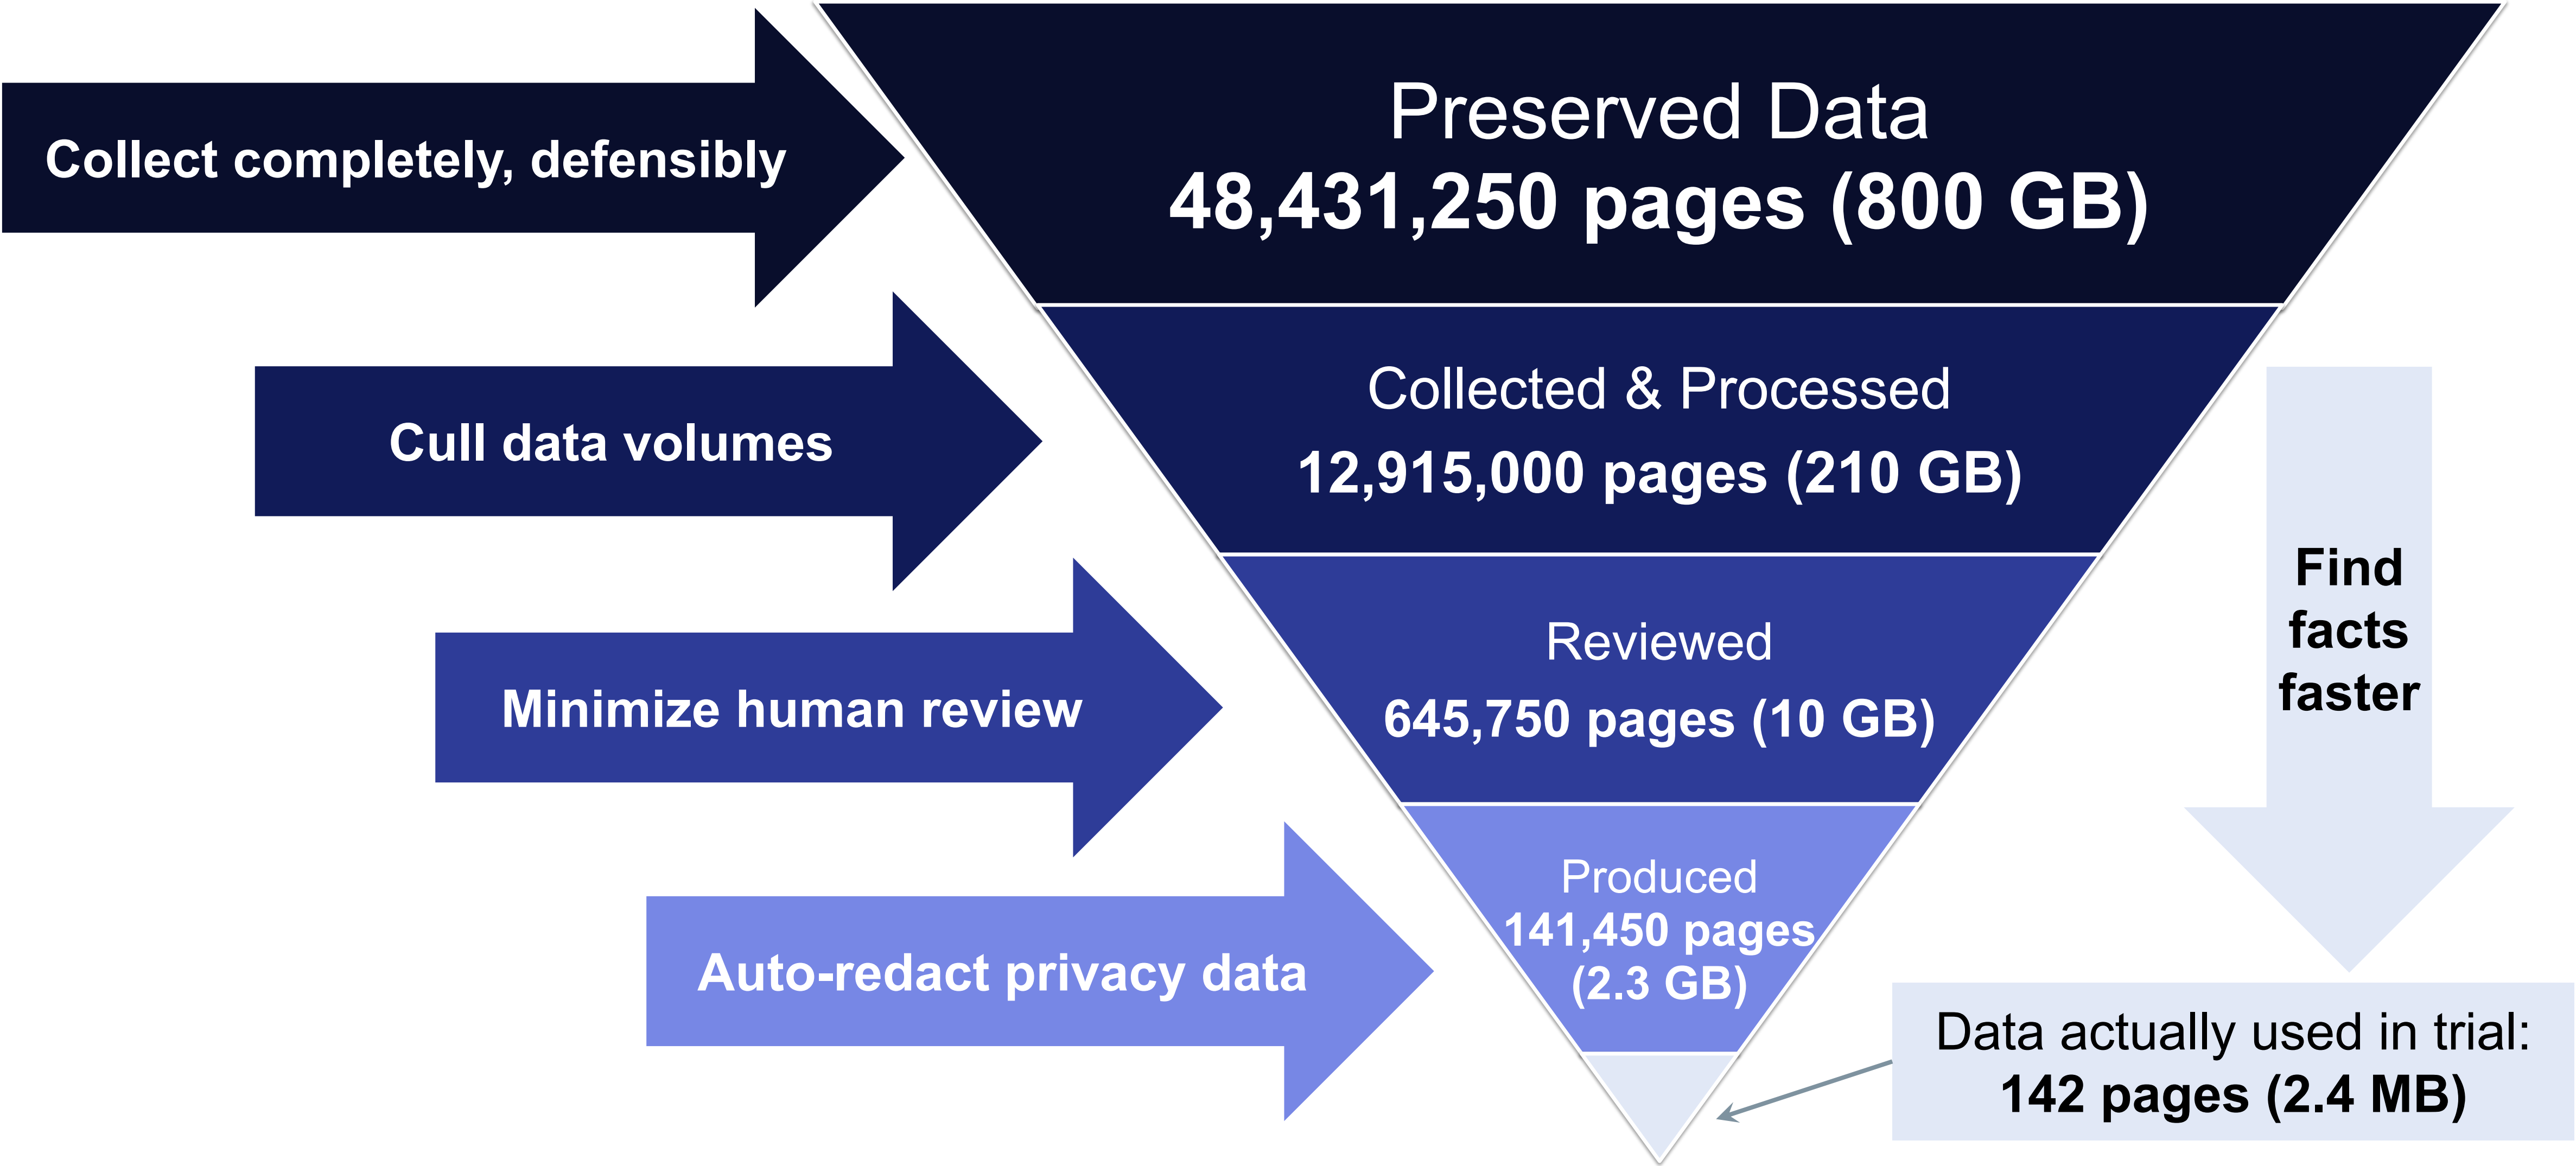 Collect completely, defensibly
Preserved Data
48,431,250 pages (800 GB)
Cull data volumes
Collected & Processed
12,915,000 pages (210 GB)
Minimize human review
Reviewed
645,750 pages (10 GB)
Auto-redact privacy data
Produced
141,450 pages
(2.3 GB)
Find
facts
faster
Data actually used in trial:
142 pages (2.4 MB)